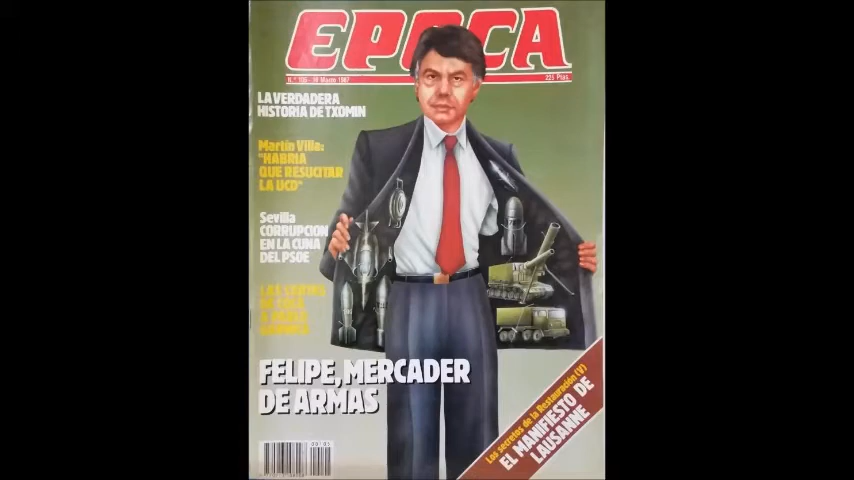 EPOCA
225 Ptas.
LA VERDADERA
HISTORIA DE TXOMIN
Martín Villa:
"HABRIA
QUE RESUCITAR
LA UCD"
Sevilla
CORRUPCION
EN LA CUNA
DEL PSOE
FELIPE, MERCADER
DE ARMAS
Los secretos de la Restauración (V)
EL MANIFIESTO DE
LAUSANNE